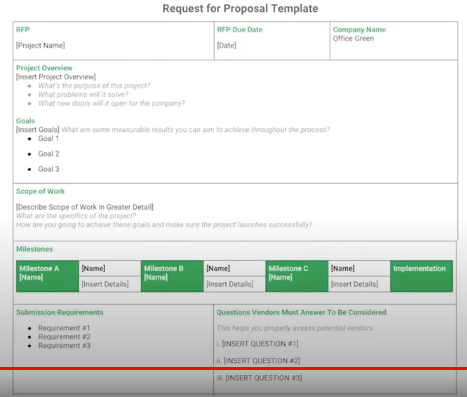 Request for Proposal Template
RFP
[Project Name]
RFP Due Date
[Date]
Company Name
Office Green
Project Overview
[Insert Project Overview]
What's the purpose of this project?
What problems will it solve?
What new doors will it open for the company?
Goals
[Insert Goals] What are some measurable results you can aim to achieve throughout the process?
Goal 1
Goal 2
Goal 3
Scope of Work
[Describe Scope of Work in Greater Detail]
What are the specifics of the project?
How are you going to achieve these goals and make sure the project launches successfully?
Milestones
Milestone A
[Name]
[Name]
[Insert Details]
Milestone B
[Name]
[Name]
[Insert Details]
Milestone C
[Name]
[Name]
[Insert Details]
Implementation
Submission Requirements
Requirement #1
Requirement #2
Requirement #3
Questions Vendors Must Answer To Be Considered
This helps you properly assess potential vendors.
i. [INSERT QUESTION #1]
ii. [INSERT QUESTION #2]
iii. [INSERT QUESTION #3]